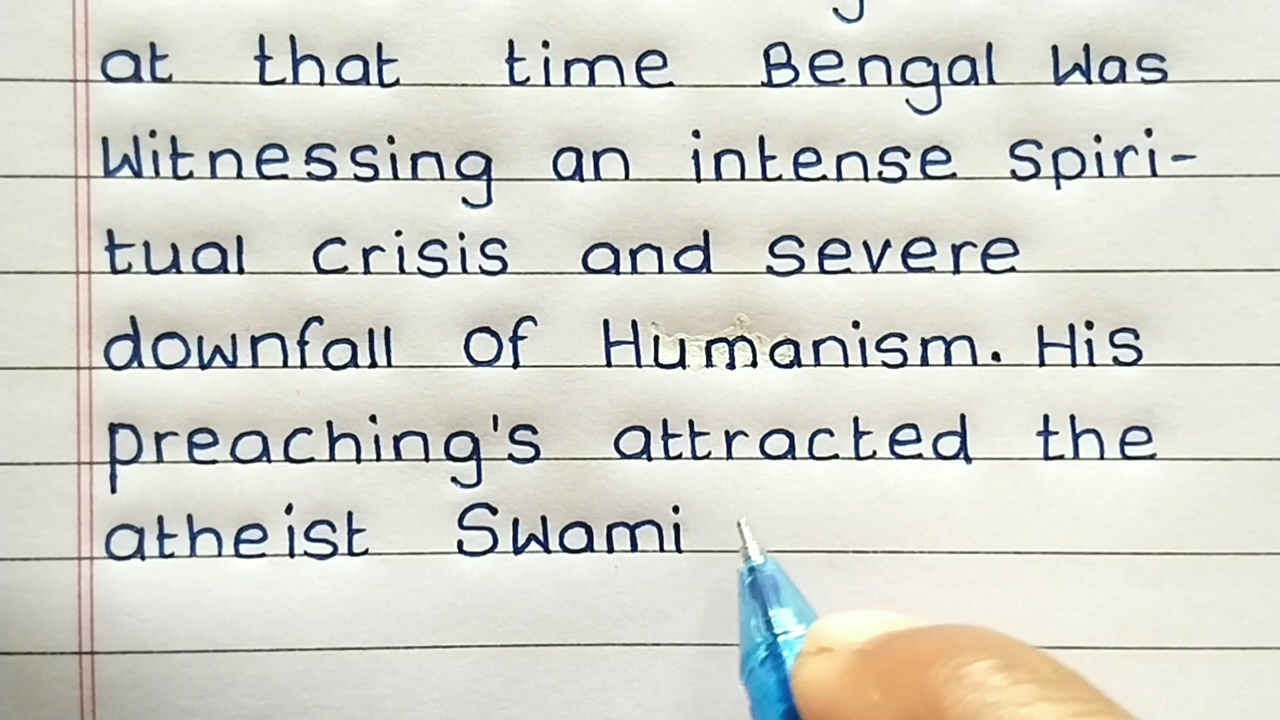 at that time Bengal Was
Witnessing an intense Spiri-
tual Crisis and severe
downfall of Humanism. His
preaching's attracted the
atheist Swami